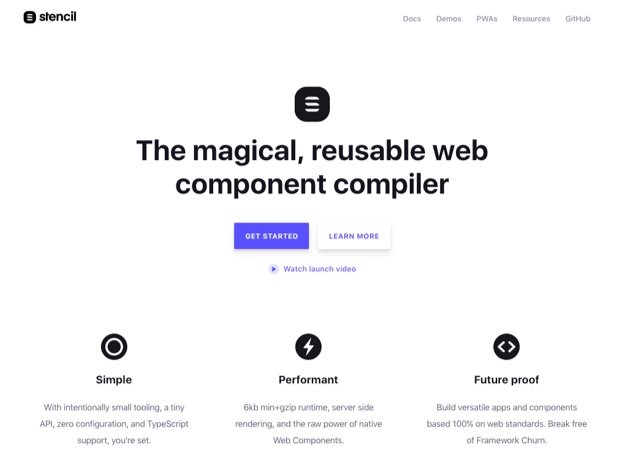 stencil
Docs Demos PWAs Resources GitHub
The magical, reusable web
component compiler
GET STARTED LEARN MORE
Watch launch video
Simple
With intentionally small tooling, a tiny
API, zero configuration, and TypeScript
support, you're set.
Performant
6kb min+gzip runtime, server side
rendering, and the raw power of native
Web Components.
Future proof
Build versatile apps and components
based 100% on web standards. Break free
of Framework Churn.